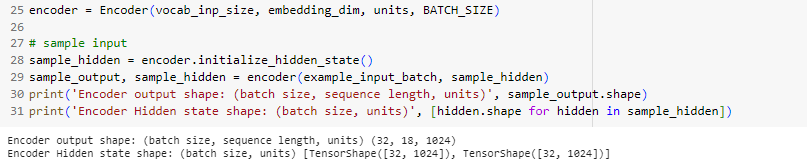 25 encoder = Encoder(vocab_inp_size, embedding_dim, units, BATCH_SIZE)
26
27 # sample input
28 sample_hidden = encoder.initialize_hidden_state()
29 sample_output, sample_hidden = encoder(example_input_batch, sample_hidden)
30 print('Encoder output shape: (batch size, sequence length, units)', sample_output.shape)
31 print('Encoder Hidden state shape: (batch size, units)', [hidden.shape for hidden in sample_hidden])
Encoder output shape: (batch size, sequence length, units) (32, 18, 1024)
Encoder Hidden state shape: (batch size, units) [TensorShape([32, 1024]), TensorShape([32, 1024])]